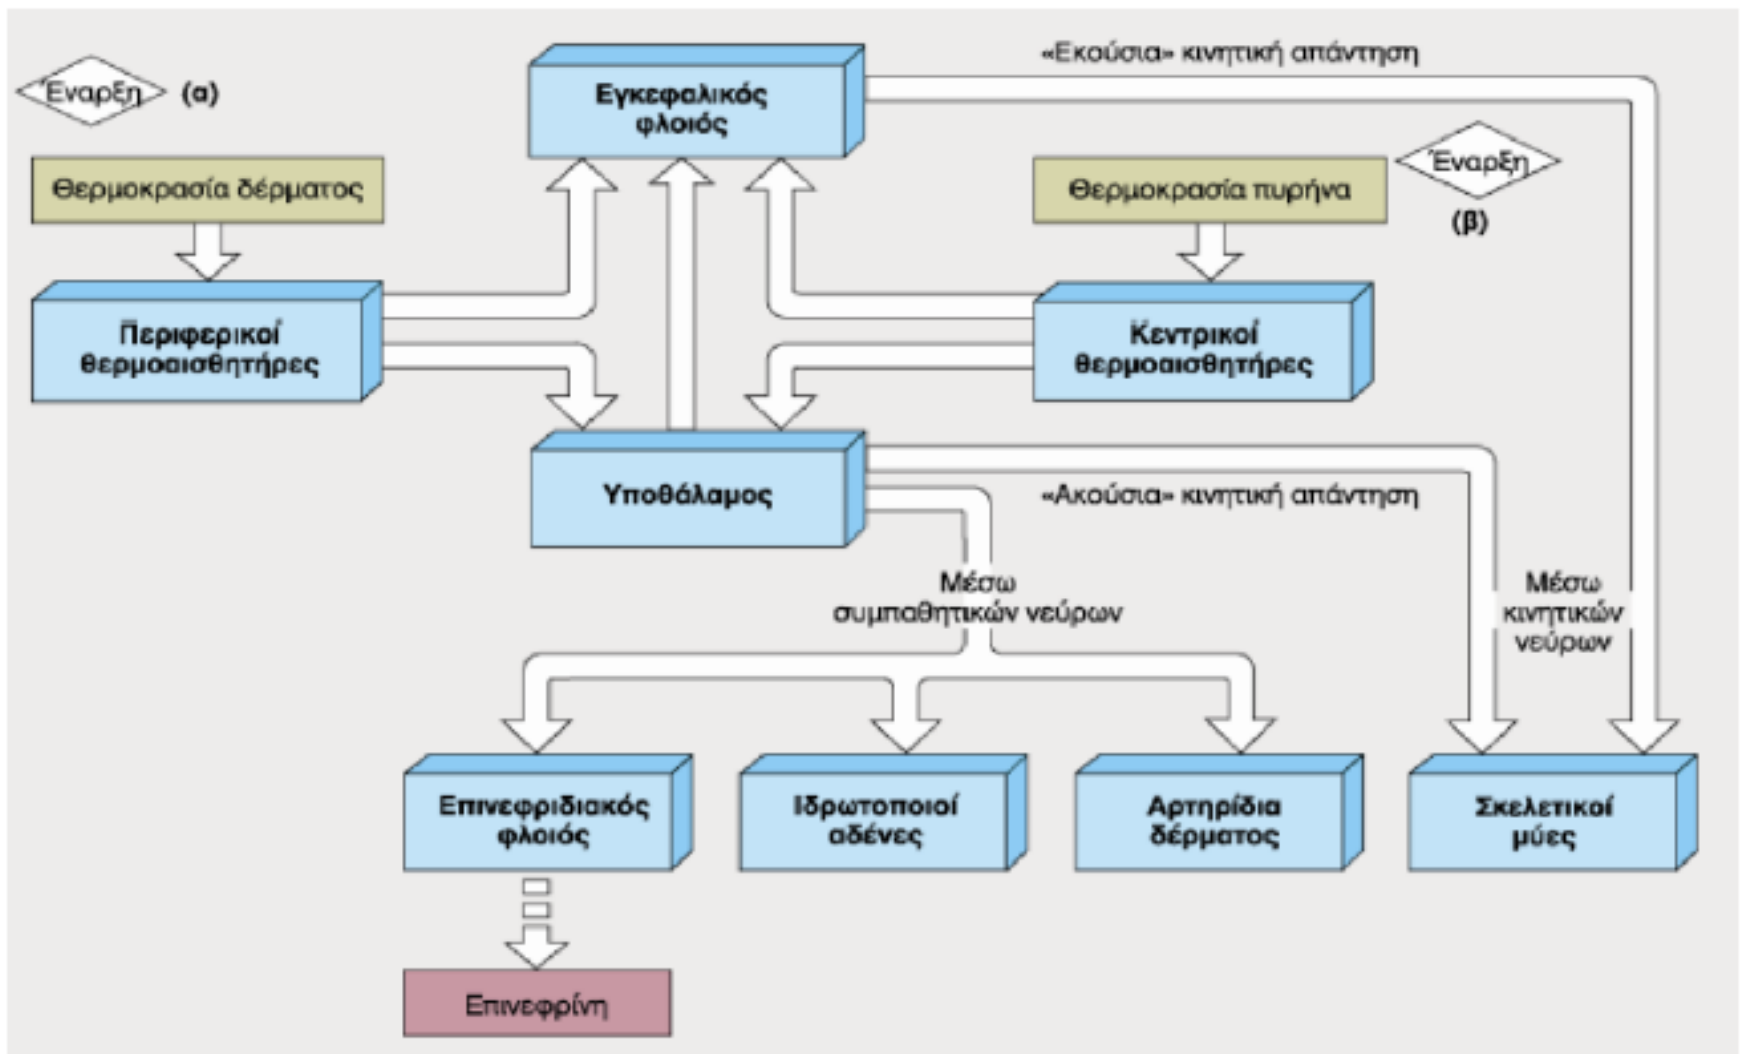 «Εκούσια» κινητική απάντηση
Έναρξη
(α)
Εγκεφαλικός
φλοιός
Έναρξη
(β)
Θερμοκρασία δέρματος
Θερμοκρασία πυρήνα
Περιφερικοί
θερμοαισθητήρες
Κεντρικοί
θερμοαισθητήρες
Υποθάλαμος
«Ακούσια» κινητική απάντηση
Μέσω
συμπαθητικών νεύρων
Μέσω
κινητικών
νεύρων
Επινεφριδιακός
φλοιός
Ιδρωτοποιοί
αδένες
Αρτηρίδια
δέρματος
Σκελετικοί
μύες
Επινεφρίνη